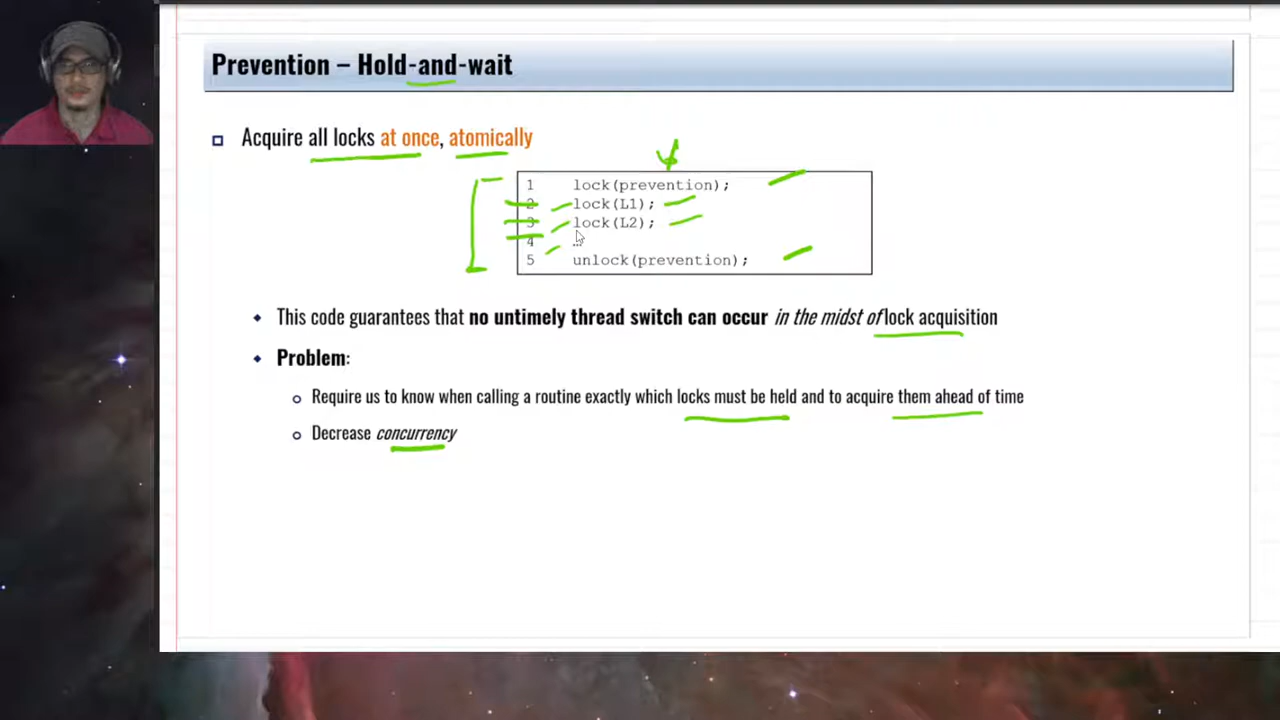 Prevention – Hold-and-wait
Acquire all locks at once, atomically
1 lock(prevention);
2 lock(L1);
3 lock(L2);
4 …
5 unlock(prevention);
This code guarantees that no untimely thread switch can occur in the midst of lock acquisition
Problem:
Require us to know when calling a routine exactly which locks must be held and to acquire them ahead of time
Decrease concurrency